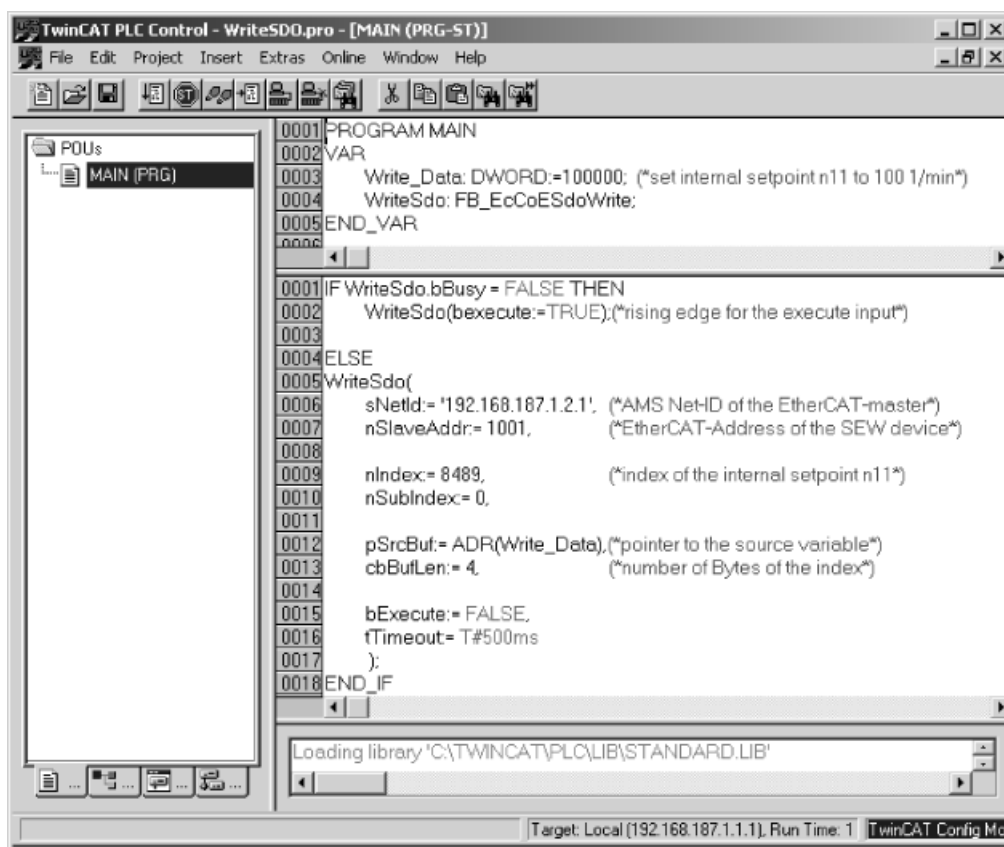 TwinCAT PLC Control - WriteSDO.pro - [MAIN (PRG-ST)]
File Edit Project Insert Extras Online Window Help
POUs
MAIN (PRG)
0001 PROGRAM MAIN
0002 VAR
0003 Write_Data: DWORD:=100000; (*set internal setpoint n11 to 100 1/min*)
0004 WriteSdo: FB_EcCoESdoWrite;
0005 END_VAR
0001 IF WriteSdo.bBusy = FALSE THEN
0002 WriteSdo(bexecute:=TRUE);(*rising edge for the execute input*)
0003
0004 ELSE
0005 WriteSdo(
0006 sNetId:= '192.168.187.1.2.1', (*AMS Net-ID of the EtherCAT-master*)
0007 nSlaveAddr:= 1001, (*EtherCAT-Address of the SEW device*)
0008
0009 nIndex:= 8489, (*index of the internal setpoint n11*)
0010 nSubIndex:= 0,
0011
0012 pSrcBuf:= ADR(Write_Data),(*pointer to the source variable*)
0013 cbBufLen:= 4, (*number of Bytes of the index*)
0014
0015 bExecute:= FALSE,
0016 tTimeout:= T#500ms
0017 );
0018 END_IF
Loading library 'C:\TWINCAT\PLC\LIB\STANDARD.LIB'
... ... ... ...
Target: Local (192.168.187.1.1.1), Run Time: 1 TwinCAT Config Mo